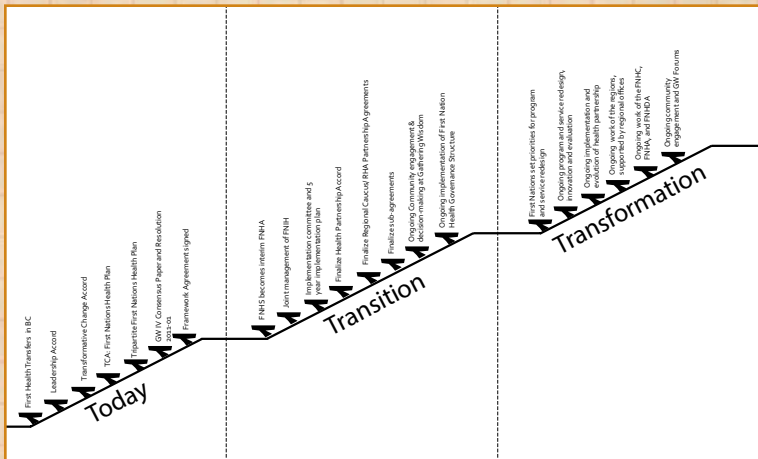 First Health Transfers in BC
Leadership Accord
Transformative Change Accord
TCA: First Nations Health Plan
Tripartite First Nations Health Plan
GW IV Consensus Paper and Resolution
2011-01
Framework Agreement signed
Today
FNHS becomes interim FNHA
Joint management of FNIH
Implementation committee and 5
year implementation plan
Finalize Health Partnership Accord
Finalize Regional Caucus/ RHA Partnership Agreements
Finalize sub-agreements
Ongoing Community engagement &
decision-making at Gathering Wisdom
Ongoing implementation of First Nation
Health Governance Structure
Transition
First Nations set priorities for program
and service redesign
Ongoing program and service redesign,
innovation and evaluation
Ongoing implementation and
evolution of health partnership
Ongoing work of the regions,
supported by regional offices
Ongoing work of the FNHC,
FNHA, and FNHDA
Ongoing community
engagement and GW Forums
Transformation